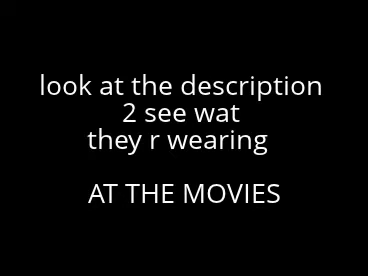 look at the description
2 see wat
they r wearing
AT THE MOVIES